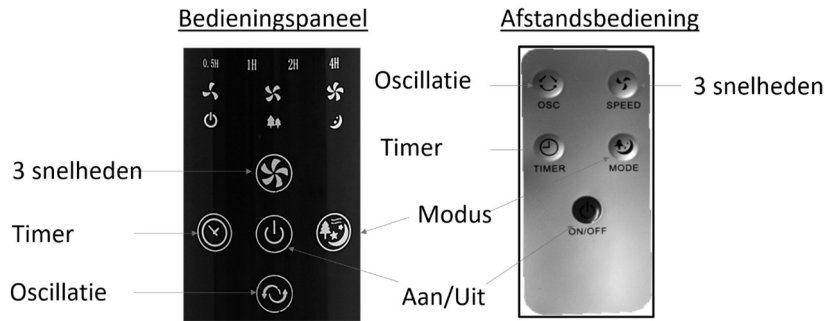 Bedieningspaneel
0.5H 1H 2H 4H
3 snelheden
Timer
Oscillatie
Modus
Aan/Uit
Afstandsbediening
Oscillatie
3 snelheden
OSC SPEED
Timer
TIMER MODE
ON/OFF